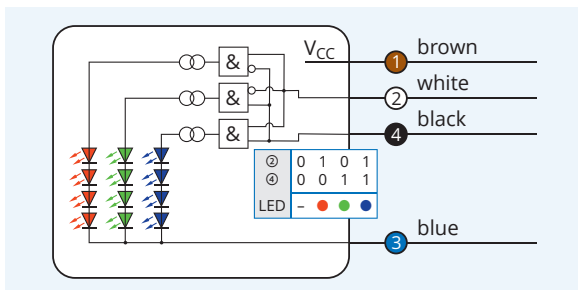 V_CC 1 brown
& 2 white
& 4 black
&
② 0 1 0 1
④ 0 0 1 1
LED –
3 blue